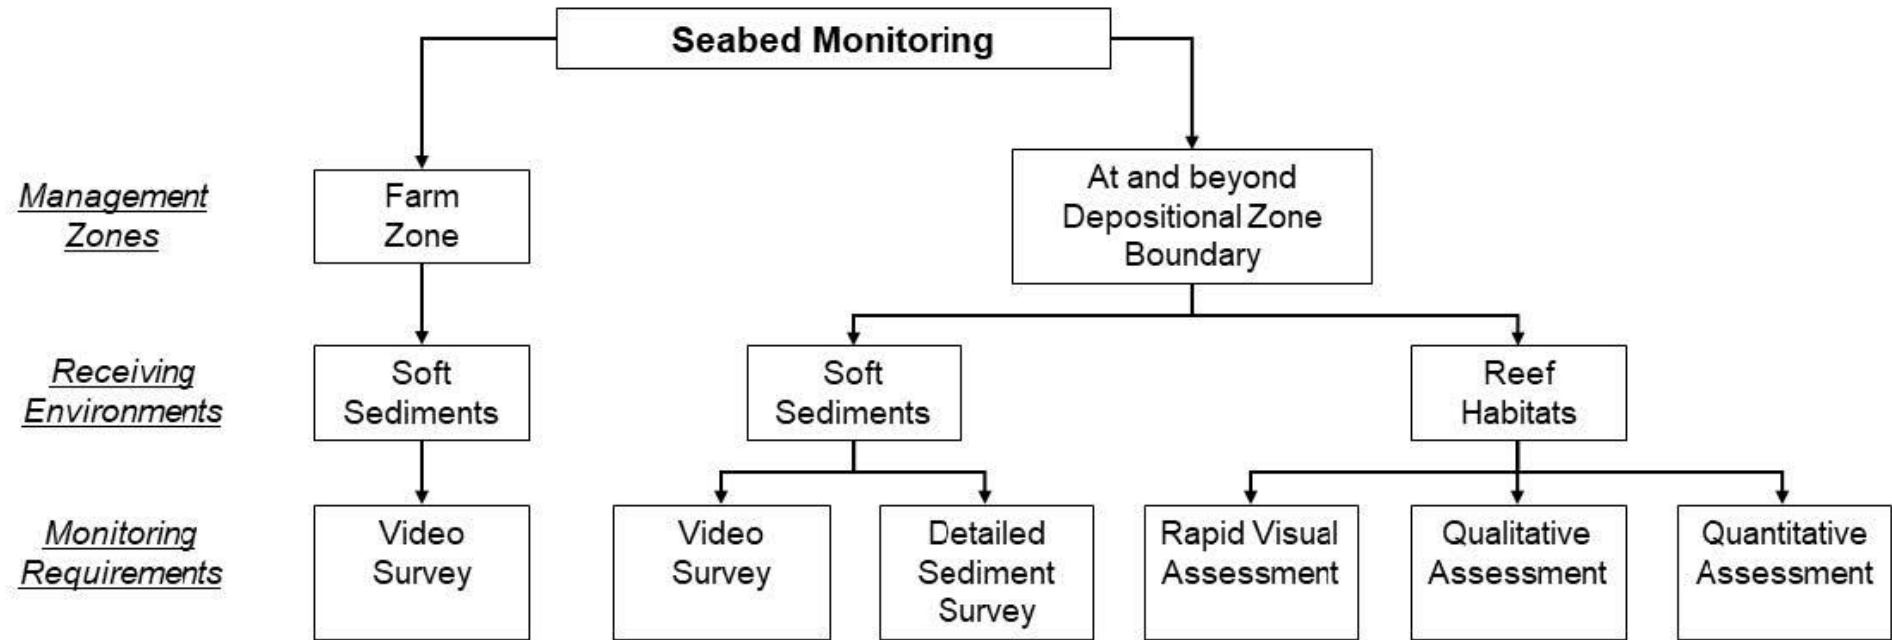 Seabed Monitoring
Management
Zones
Farm
Zone
At and beyond
Depositional Zone
Boundary
Receiving
Environments
Soft
Sediments
Soft
Sediments
Reef
Habitats
Monitoring
Requirements
Video
Survey
Video
Survey
Detailed
Sediment
Survey
Rapid Visual
Assessment
Qualitative
Assessment
Quantitative
Assessment